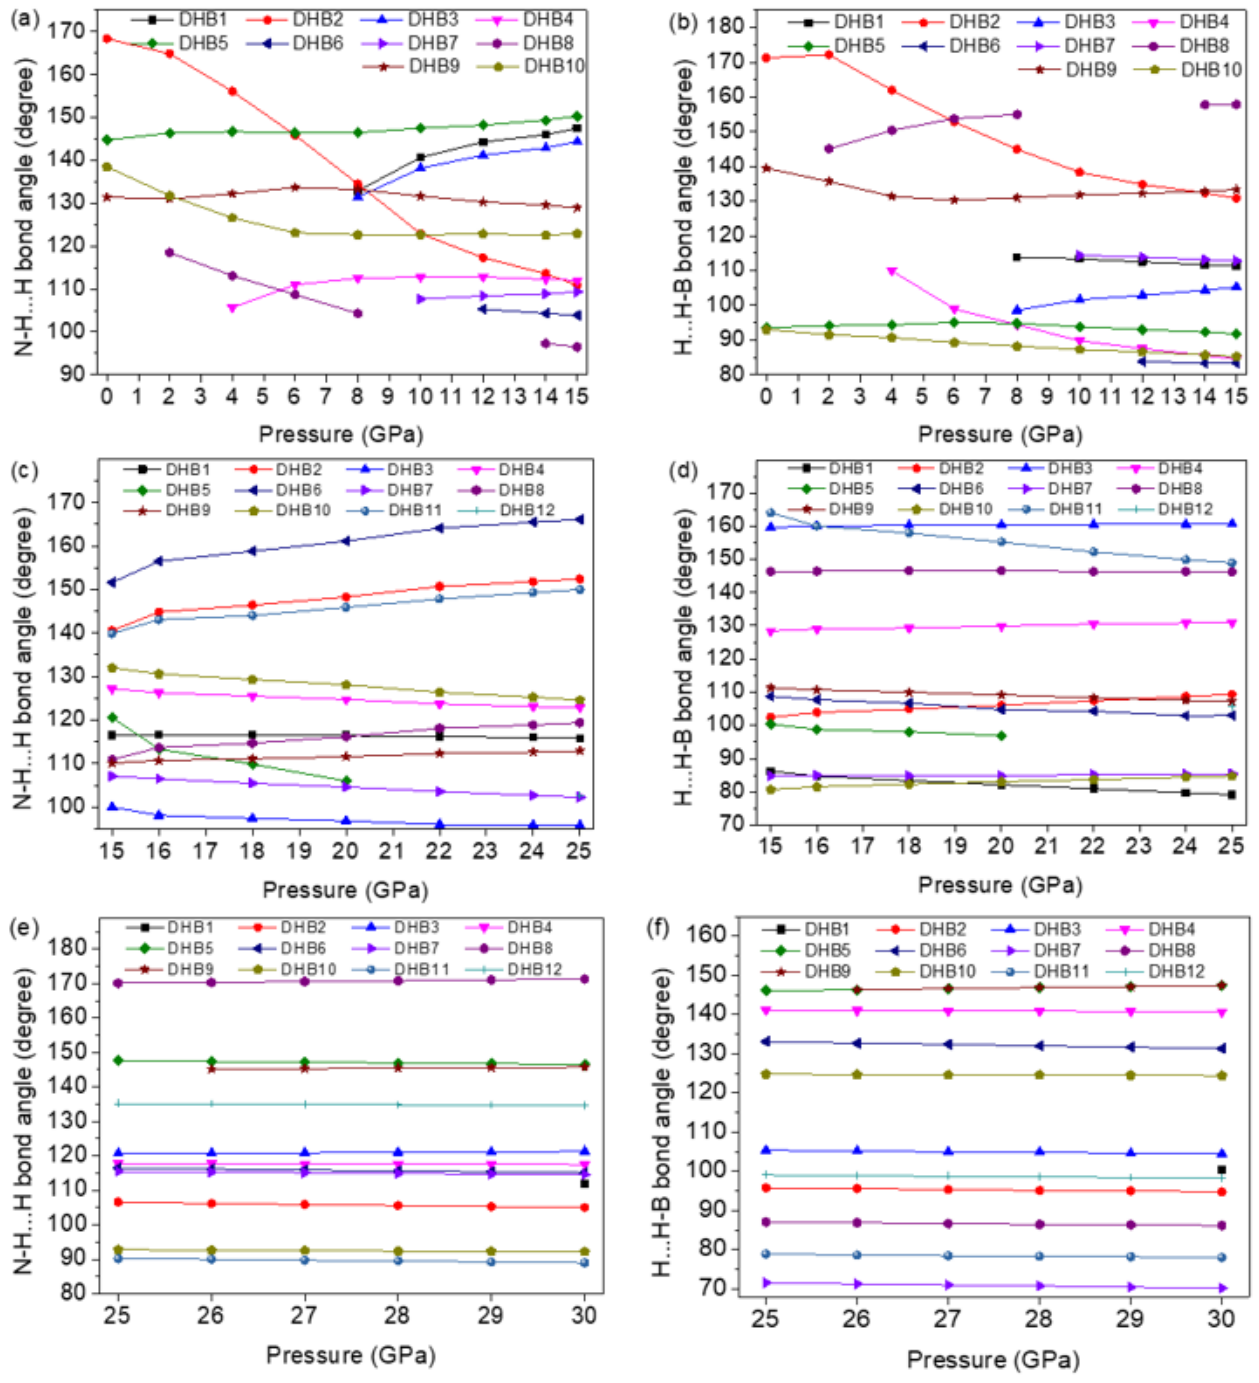 (a)
DHB1 DHB2 DHB3 DHB4
DHB5 DHB6 DHB7 DHB8
DHB9 DHB10
170
160
150
140
130
120
110
100
90
N-H...H bond angle (degree)
0 1 2 3 4 5 6 7 8 9 10 11 12 13 14 15
Pressure (GPa)
(b)
DHB1 DHB2 DHB3 DHB4
DHB5 DHB6 DHB7 DHB8
DHB9 DHB10
180
170
160
150
140
130
120
110
100
90
80
H...H-B bond angle (degree)
0 1 2 3 4 5 6 7 8 9 10 11 12 13 14 15
Pressure (GPa)
(c)
DHB1 DHB2 DHB3 DHB4
DHB5 DHB6 DHB7 DHB8
DHB9 DHB10 DHB11 DHB12
170
160
150
140
130
120
110
100
N-H...H bond angle (degree)
15 16 17 18 19 20 21 22 23 24 25
Pressure (GPa)
(d)
DHB1 DHB2 DHB3 DHB4
DHB5 DHB6 DHB7 DHB8
DHB9 DHB10 DHB11 DHB12
170
160
150
140
130
120
110
100
90
80
70
H...H-B bond angle (degree)
15 16 17 18 19 20 21 22 23 24 25
Pressure (GPa)
(e)
DHB1 DHB2 DHB3 DHB4
DHB5 DHB6 DHB7 DHB8
DHB9 DHB10 DHB11 DHB12
180
170
160
150
140
130
120
110
100
90
80
N-H...H bond angle (degree)
25 26 27 28 29 30
Pressure (GPa)
(f)
DHB1 DHB2 DHB3 DHB4
DHB5 DHB6 DHB7 DHB8
DHB9 DHB10 DHB11 DHB12
160
150
140
130
120
110
100
90
80
70
H...H-B bond angle (degree)
25 26 27 28 29 30
Pressure (GPa)